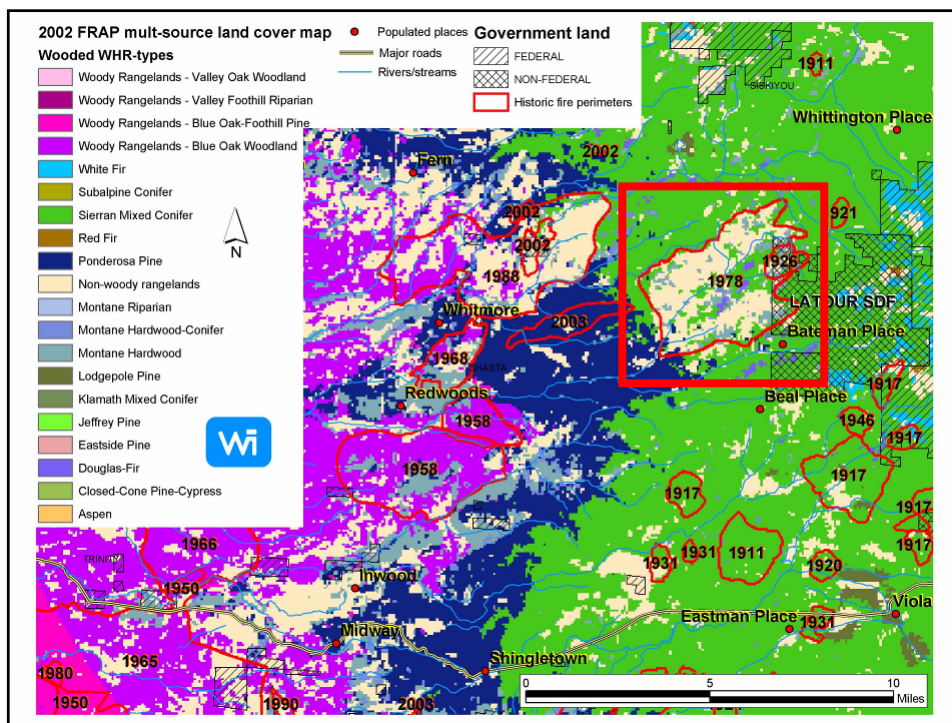 2002 FRAP mult-source land cover map
Wooded WHR-types
Woody Rangelands - Valley Oak Woodland
Woody Rangelands - Valley Foothill Riparian
Woody Rangelands - Blue Oak-Foothill Pine
Woody Rangelands - Blue Oak Woodland
White Fir
Subalpine Conifer
Sierran Mixed Conifer
Red Fir
Ponderosa Pine
Non-woody rangelands
Montane Riparian
Montane Hardwood-Conifer
Montane Hardwood
Lodgepole Pine
Klamath Mixed Conifer
Jeffrey Pine
Eastside Pine
Douglas-Fir
Closed-Cone Pine-Cypress
Aspen
N
Wi
Populated places
Major roads
Rivers/streams
Government land
FEDERAL
NON-FEDERAL
Historic fire perimeters
1911
SISKIYOU
Whittington Place
2002
Fern
2002
921
2002
1926
1988
1978
LATOUR SDF
Whitmore
2003
Bateman Place
1968
SHASTA
1917
Redwoods
Beal Place
1958
1946
1917
1958
1917
1917
1917
1966
1931
1931
1911
1917
TRINITY
1920
1950
Inwood
Viola
Eastman Place
1931
Midway
1965
Shingletown
1980
1950
1990
2003
0
5
10
Miles